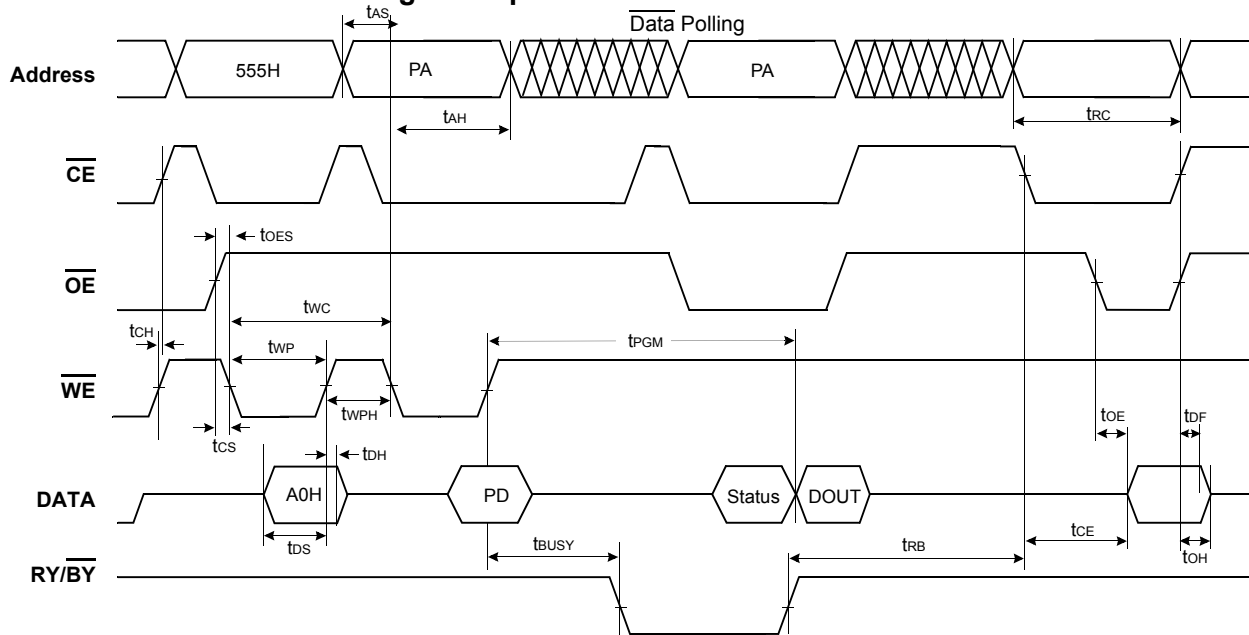 tAS
Data Polling
Address
555H
PA
PA
tAH
tRC
CE
tOES
OE
tWC
tCH
tWP
tPGM
WE
tWPH
tOE
tDF
tCS
tDH
DATA
A0H
PD
Status
DOUT
tDS
tBUSY
tRB
tCE
tOH
RY/BY